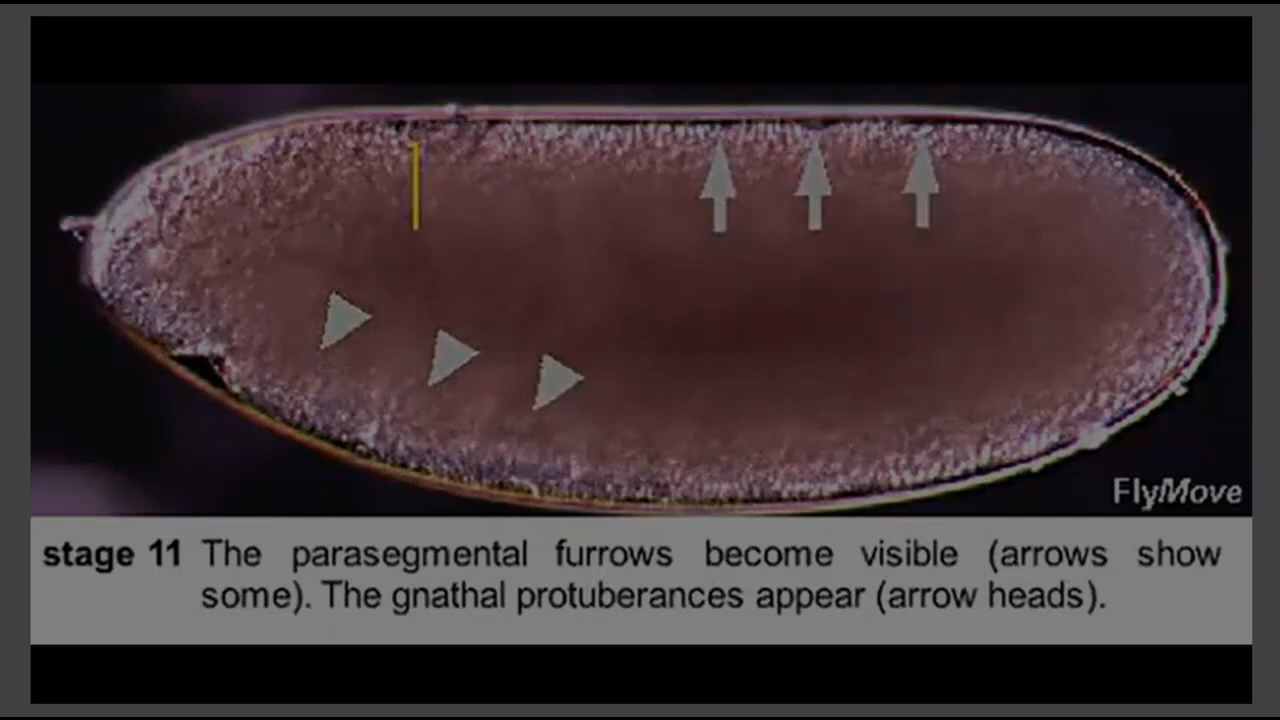 FlyMove
stage 11 The parasegmental furrows become visible (arrows show
some). The gnathal protuberances appear (arrow heads).